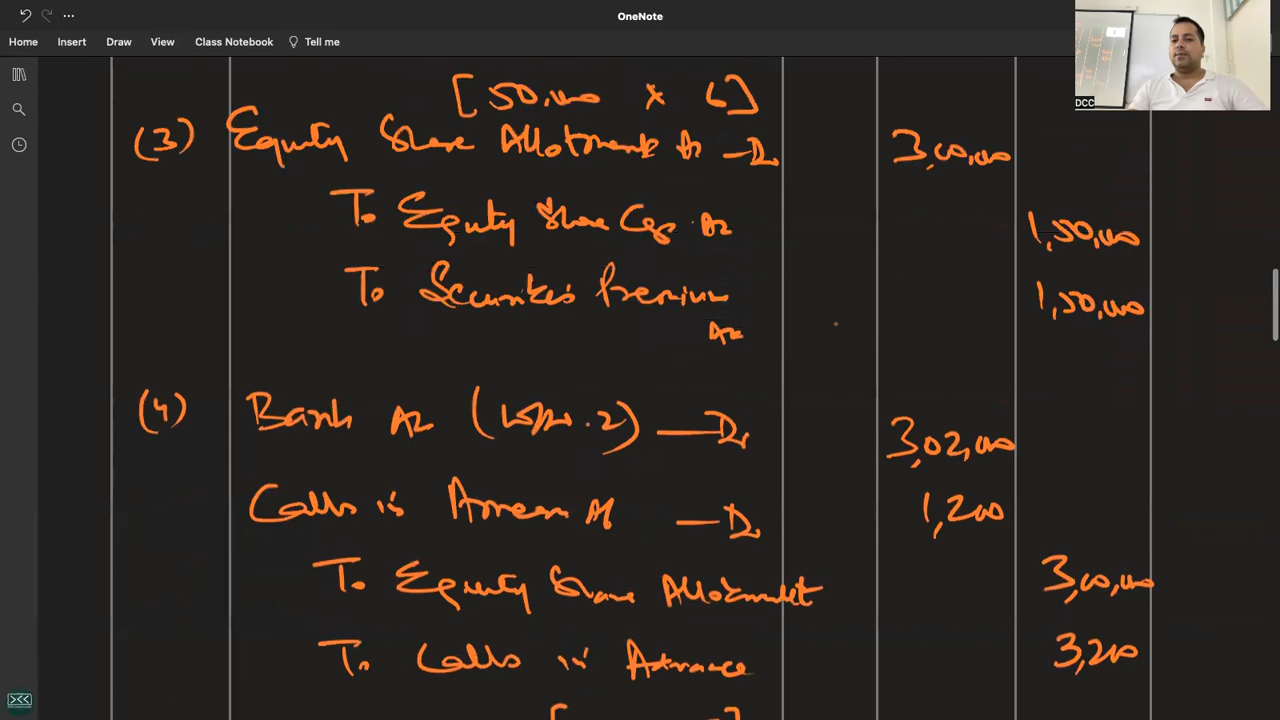 OneNote
Home Insert Draw View Class Notebook Tell me
DCC
[50,000 x 6]
(3) Equity Share Allotment A/c —Dr. 3,00,000
To Equity Share Cap. A/c 1,50,000
To Securities Premium 1,50,000
A/c
(4) Bank A/c (W.No.2) —Dr 3,02,000
Calls in Arrears A/c —Dr. 1,200
To Equity Share Allotment 3,00,000
To Calls in Advance 3,200